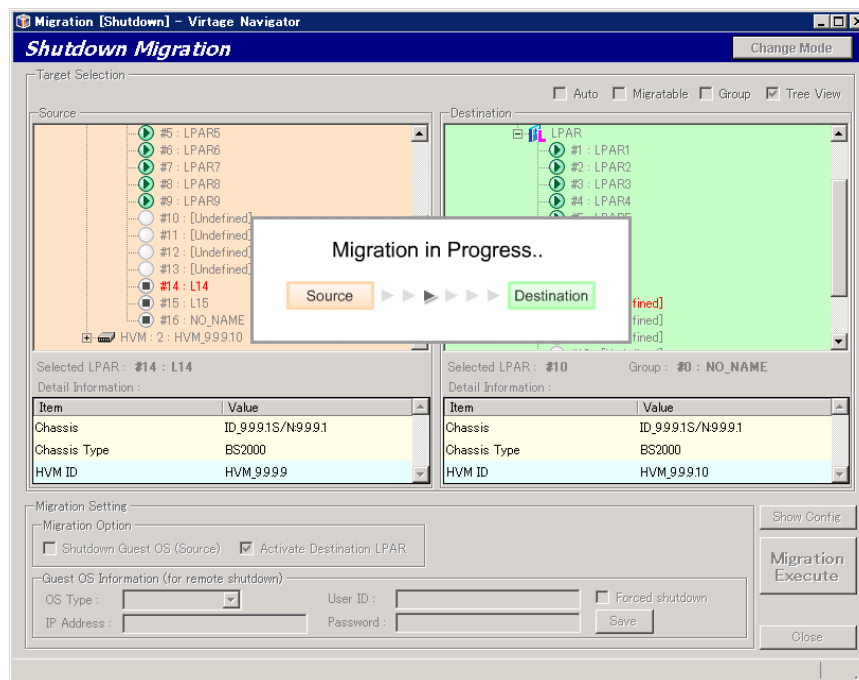 Migration [Shutdown] - Virtage Navigator
Shutdown Migration
Change Mode
Target Selection
Auto Migratable Group Tree View
Source
#5 : LPAR5
#6 : LPAR6
#7 : LPAR7
#8 : LPAR8
#9 : LPAR9
#10 : [Undefined]
#11 : [Undefined]
#12 : [Undefined]
#13 : [Undefined]
#14 : L14
#15 : L15
#16 : NO_NAME
HVM : 2 : HVM_9.9.9.10
Destination
LPAR
#1 : LPAR1
#2 : LPAR2
#3 : LPAR3
#4 : LPAR4
fined]
fined]
fined]
Migration in Progress..
Source Destination
Selected LPAR : #14 : L14
Detail Information :
Item Value
Chassis ID_9.9.9.1S/N:9.9.9.1
Chassis Type BS2000
HVM ID HVM_9.9.9.9
Selected LPAR : #10 Group : #0 : NO_NAME
Detail Information :
Item Value
Chassis ID_9.9.9.1S/N:9.9.9.1
Chassis Type BS2000
HVM ID HVM_9.9.9.10
Migration Setting
Migration Option
Shutdown Guest OS (Source) Activate Destination LPAR
Guest OS Information (for remote shutdown)
OS Type : User ID : Forced shutdown
IP Address : Password : Save
Show Config
Migration
Execute
Close